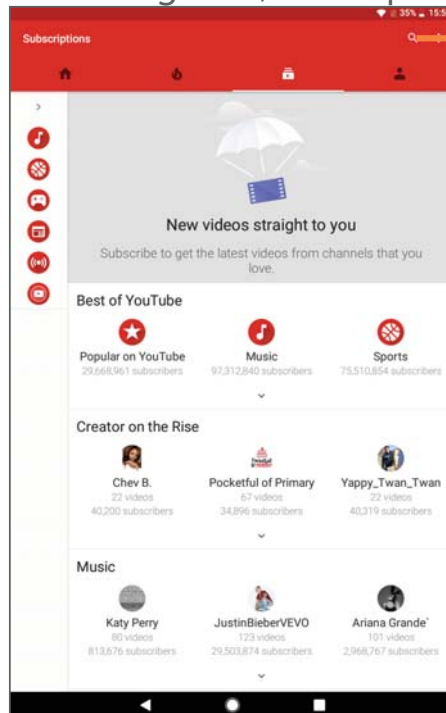 35% 15:5
Subscriptions
New videos straight to you
Subscribe to get the latest videos from channels that you
love.
Best of YouTube
Popular on YouTube Music Sports
29,668,961 subscribers 97,312,840 subscribers 75,510,854 subscribers
Creator on the Rise
Chev B. Pocketful of Primary Yappy_Twan_Twan
22 videos 67 videos 22 videos
40,200 subscribers 34,896 subscribers 40,319 subscribers
Music
Katy Perry JustinBieberVEVO Ariana Grande`
80 videos 123 videos 101 videos
813,676 subscribers 29,503,874 subscribers 2,968,767 subscribers